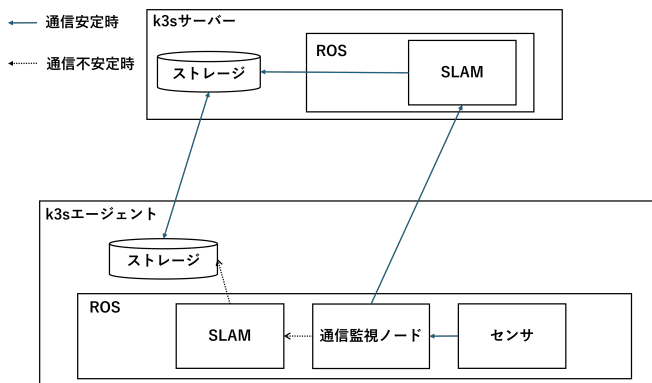 通信安定時
通信不安定時
k3sサーバー
ROS
ストレージ
SLAM
k3sエージェント
ストレージ
ROS
SLAM
通信監視ノード
センサ